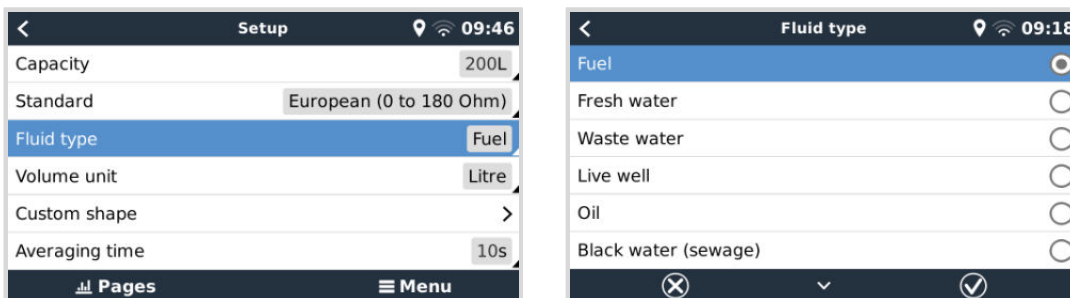 Setup 09:46
Capacity 200L
Standard European (0 to 180 Ohm)
Fluid type Fuel
Volume unit Litre
Custom shape
Averaging time 10s
Pages Menu
Fluid type 09:18
Fuel
Fresh water
Waste water
Live well
Oil
Black water (sewage)